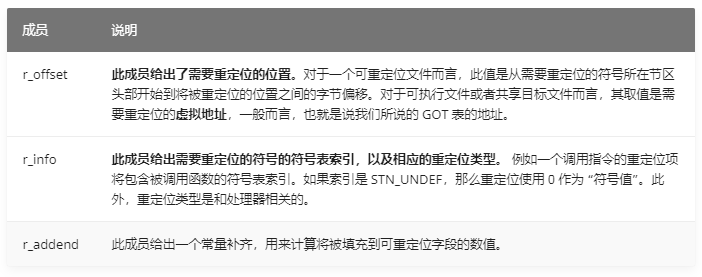 成员 说明
r_offset 此成员给出了需要重定位的位置。对于一个可重定位文件而言，此值是从需要重定位的符号所在节区
头部开始到将被重定位的位置之间的字节偏移。对于可执行文件或者共享目标文件而言，其取值是需
要重定位的虚拟地址，一般而言，也就是说我们所说的 GOT 表的地址。
r_info 此成员给出需要重定位的符号的符号表索引，以及相应的重定位类型。 例如一个调用指令的重定位项
将包含被调用函数的符号表索引。如果索引是 STN_UNDEF，那么重定位使用 0 作为 “符号值”。此
外，重定位类型是和处理器相关的。
r_addend 此成员给出一个常量补齐，用来计算将被填充到可重定位字段的数值。